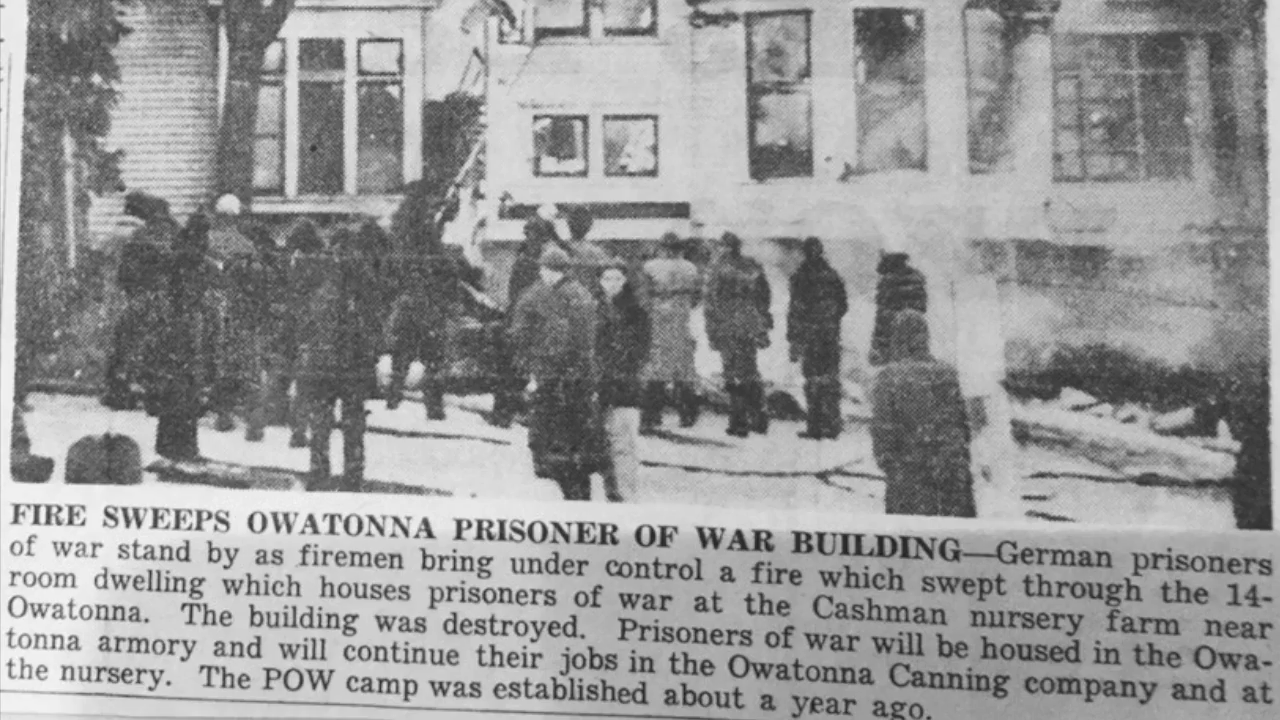 FIRE SWEEPS OWATONNA PRISONER OF WAR BUILDING—German prisoners
of war stand by as firemen bring under control a fire which swept through the 14-
room dwelling which houses prisoners of war at the Cashman nursery farm near
Owatonna. The building was destroyed. Prisoners of war will be housed in the Owa-
tonna armory and will continue their jobs in the Owatonna Canning company and at
the nursery. The POW camp was established about a year ago.